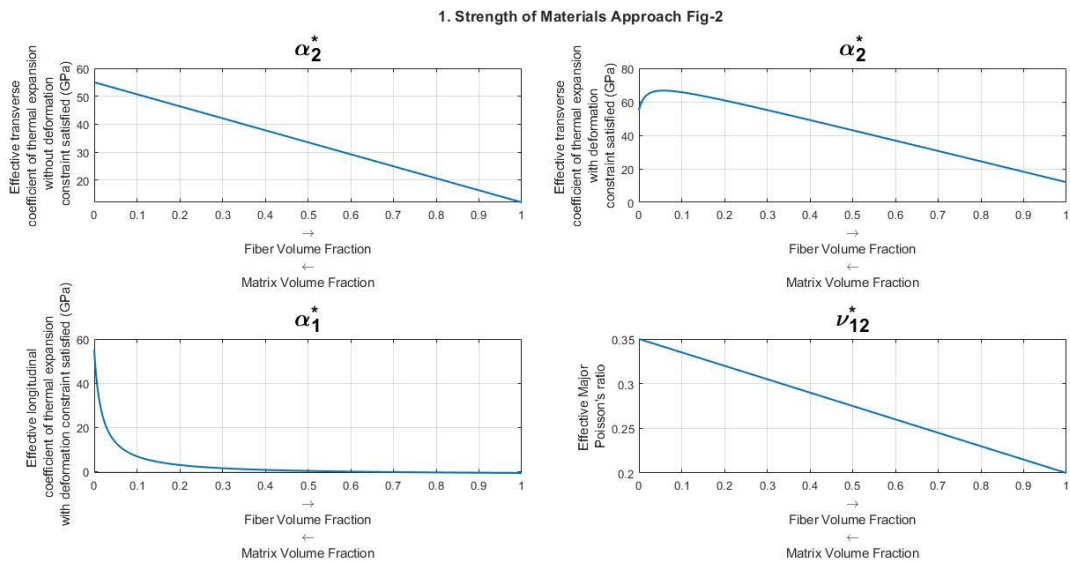 1. Strength of Materials Approach Fig-2
α₂*
Effective transverse
coefficient of thermal expansion
without deformation
constraint satisfied (GPa)
60
50
40
30
20
0 0.1 0.2 0.3 0.4 0.5 0.6 0.7 0.8 0.9 1
→
Fiber Volume Fraction
←
Matrix Volume Fraction
α₂*
Effective transverse
coefficient of thermal expansion
with deformation
constraint satisfied (GPa)
80
60
40
20
0
0 0.1 0.2 0.3 0.4 0.5 0.6 0.7 0.8 0.9 1
→
Fiber Volume Fraction
←
Matrix Volume Fraction
α₁*
Effective longitudinal
coefficient of thermal expansion
with deformation constraint satisfied (GPa)
60
40
20
0
0 0.1 0.2 0.3 0.4 0.5 0.6 0.7 0.8 0.9 1
→
Fiber Volume Fraction
←
Matrix Volume Fraction
ν₁₂*
Effective Major
Poisson's ratio
0.35
0.3
0.25
0.2
0 0.1 0.2 0.3 0.4 0.5 0.6 0.7 0.8 0.9 1
→
Fiber Volume Fraction
←
Matrix Volume Fraction